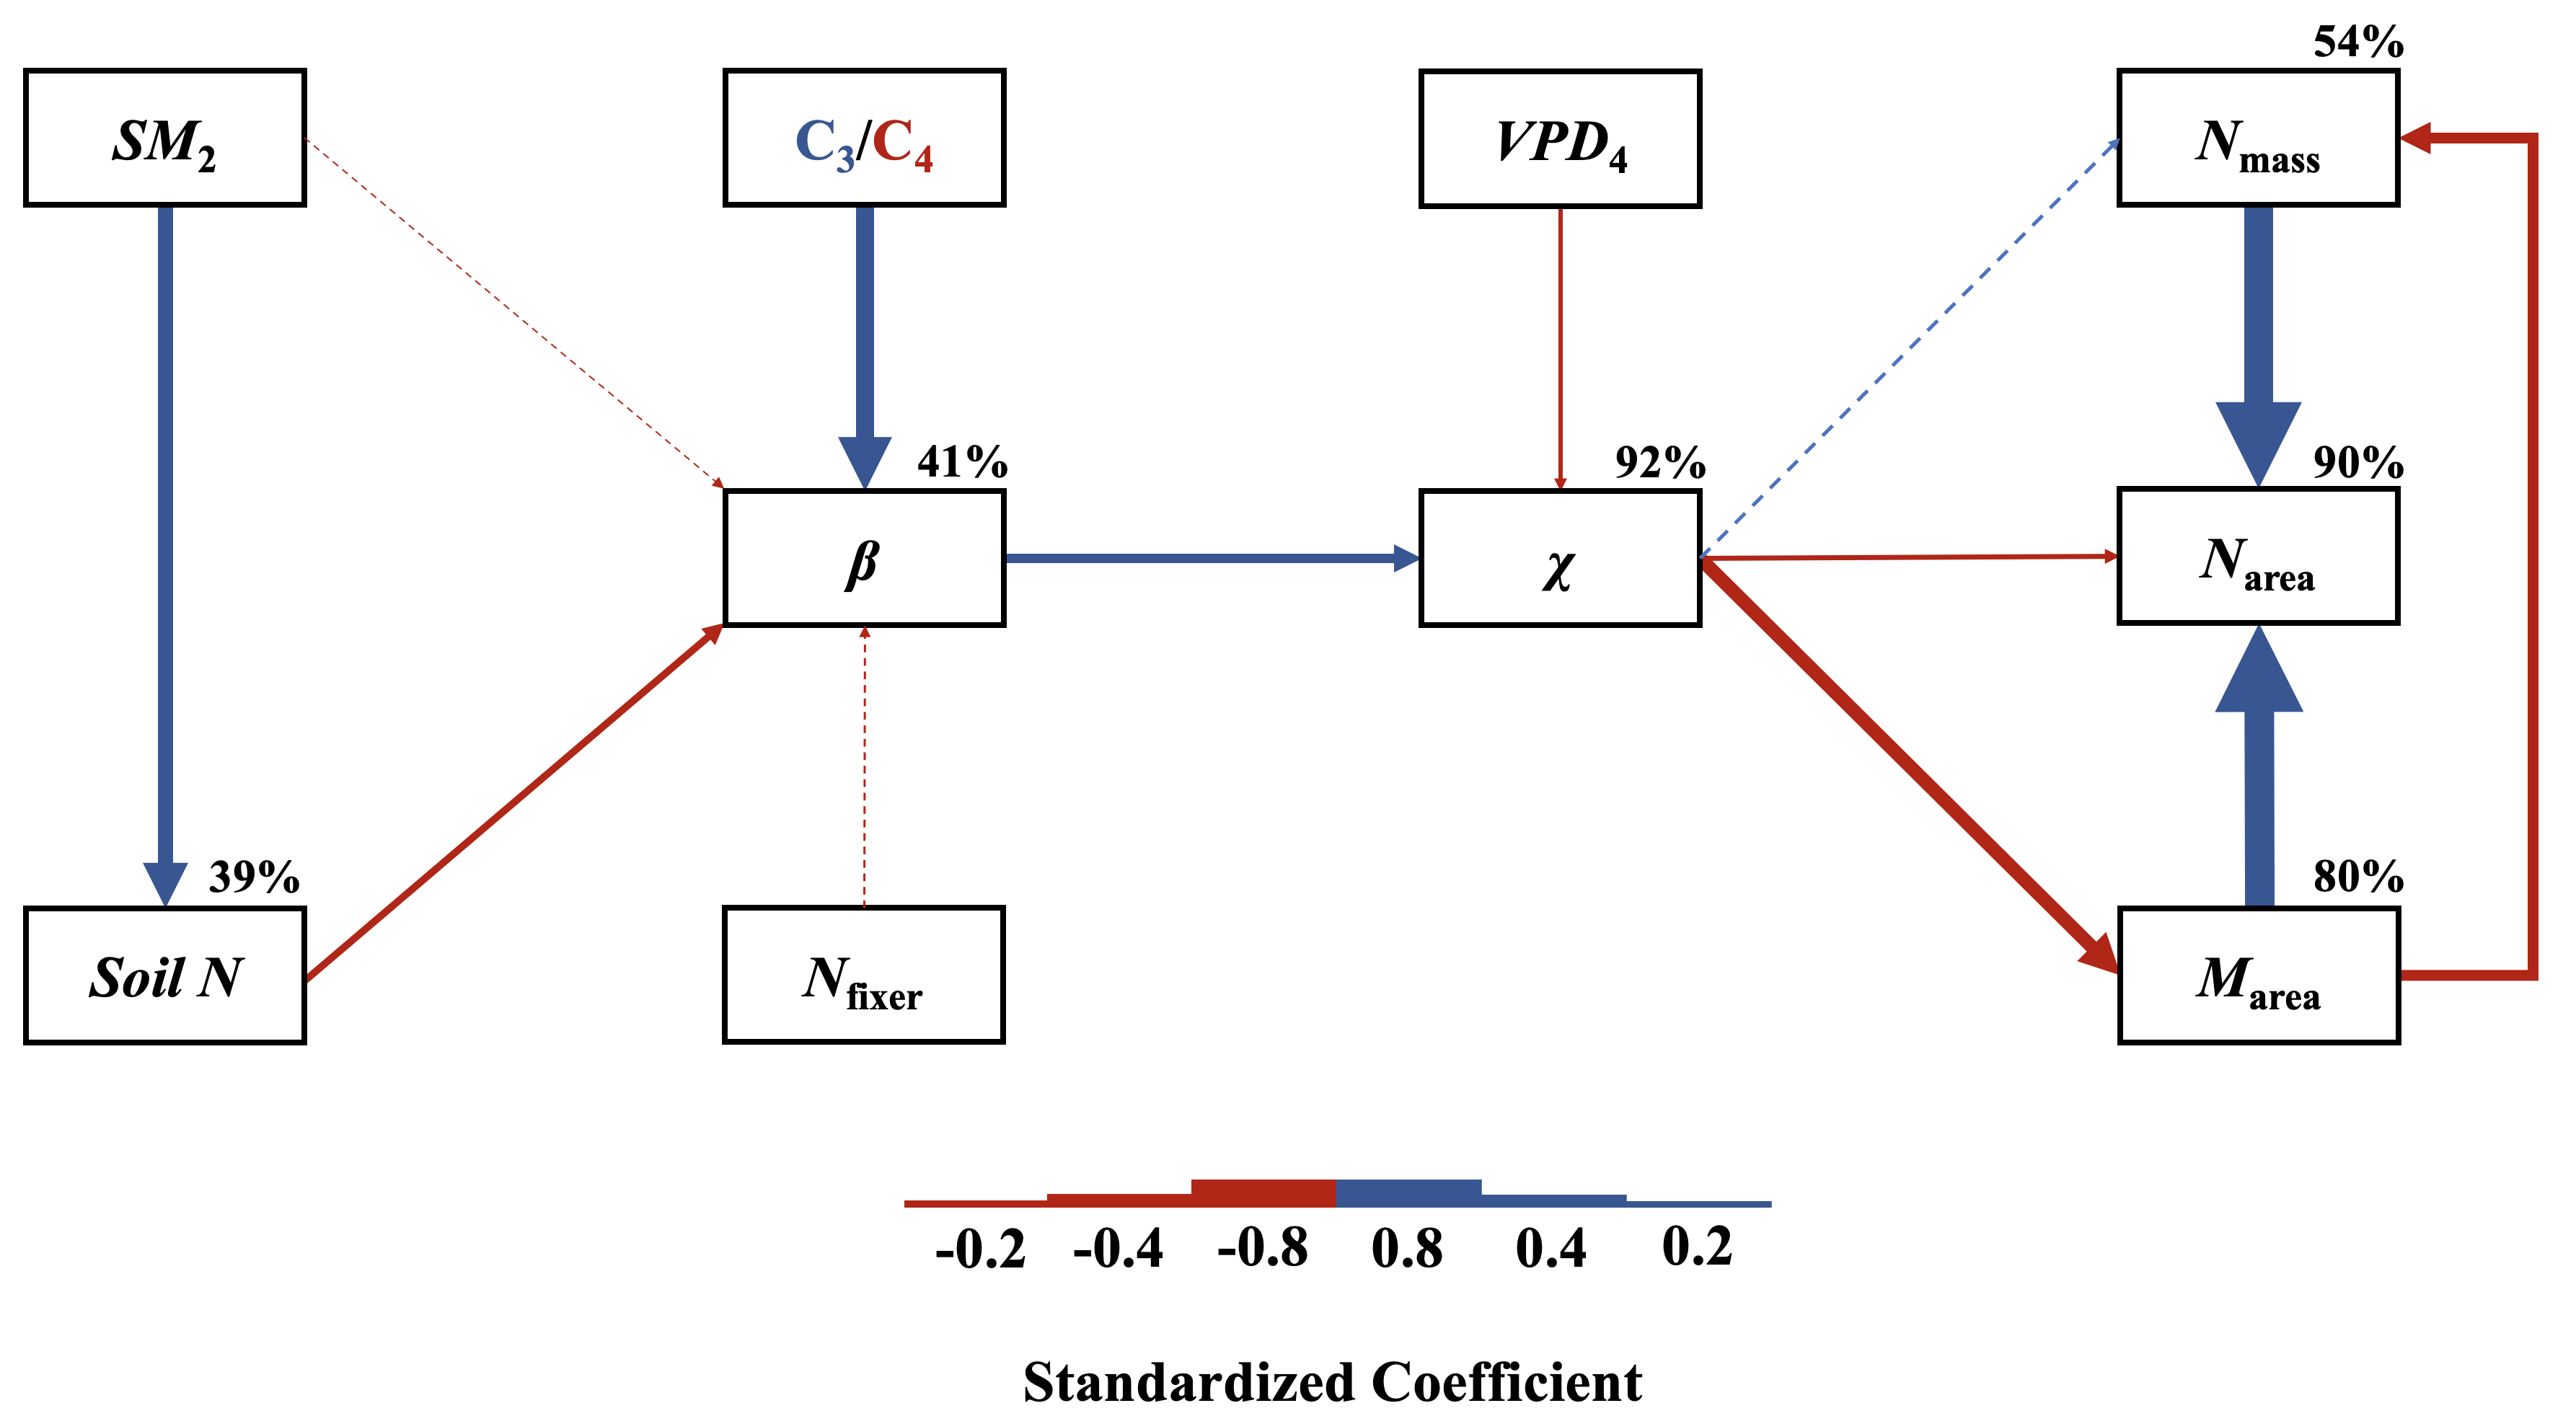 54%
SM₂
C₃/C₄
VPD₄
Nmass
41%
92%
90%
β
χ
Narea
39%
80%
Soil N
Nfixer
Marea
-0.2 -0.4 -0.8 0.8 0.4 0.2
Standardized Coefficient